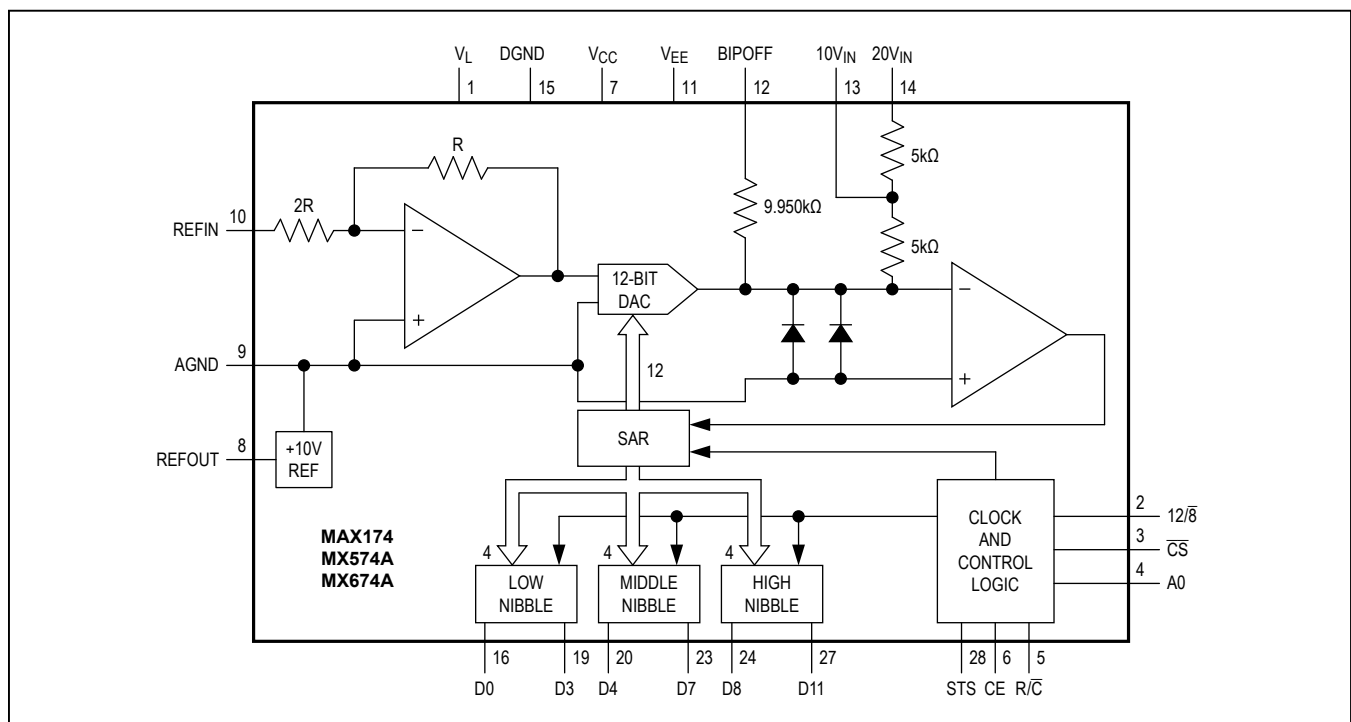 VL DGND VCC VEE BIPOFF 10VIN 20VIN
1 15 7 11 12 13 14
R
5kΩ
2R
9.950kΩ
10
REFIN
−
5kΩ
12-BIT
DAC
−
+
9
AGND
12
+
SAR
8
REFOUT
+10V
REF
2
12/8̅
CLOCK
AND
CONTROL
LOGIC
3
C̅S̅
4
A0
MAX174
MX574A
MX674A
4 4 4
LOW
NIBBLE
MIDDLE
NIBBLE
HIGH
NIBBLE
16 19 20 23 24 27 28 6 5
D0 D3 D4 D7 D8 D11 STS CE R/C̅